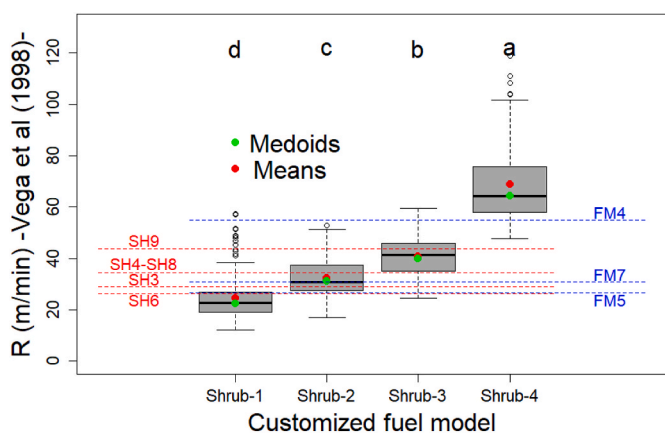 R (m/min) -Vega et al (1998)-
120
100
80
60
40
20
0
d
c
b
a
Medoids
Means
FM4
SH9
SH4-SH8
SH3
SH6
FM7
FM5
Shrub-1
Shrub-2
Shrub-3
Shrub-4
Customized fuel model